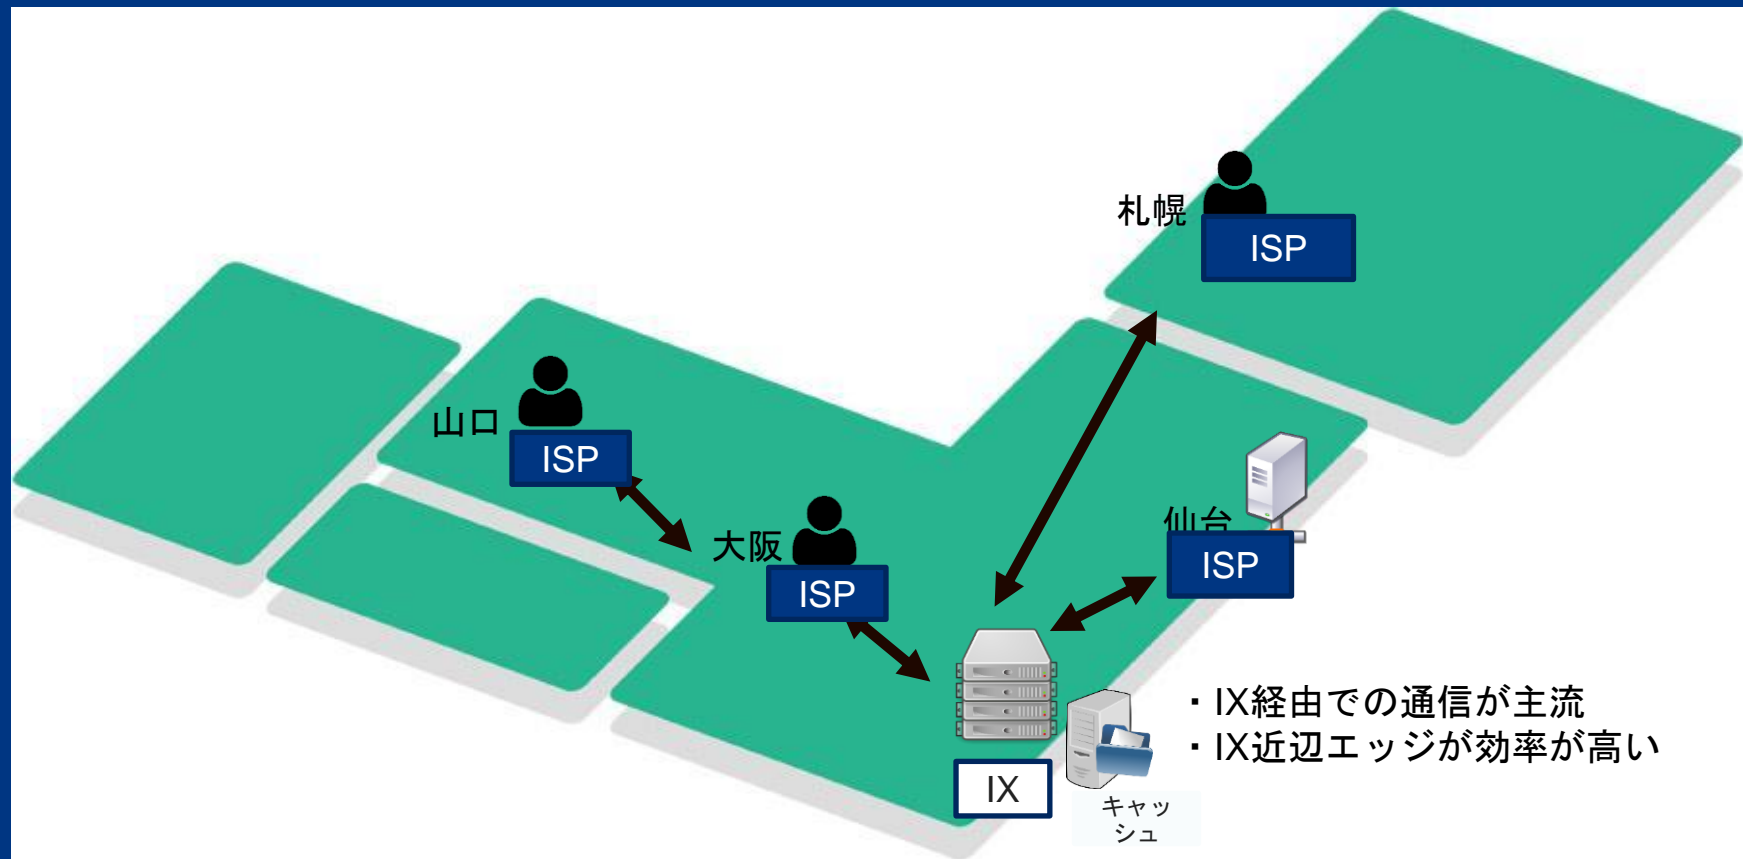 札幌
ISP
山口
ISP
大阪
ISP
仙台
ISP
IX
キャッ
シュ
・IX経由での通信が主流
・IX近辺エッジが効率が高い